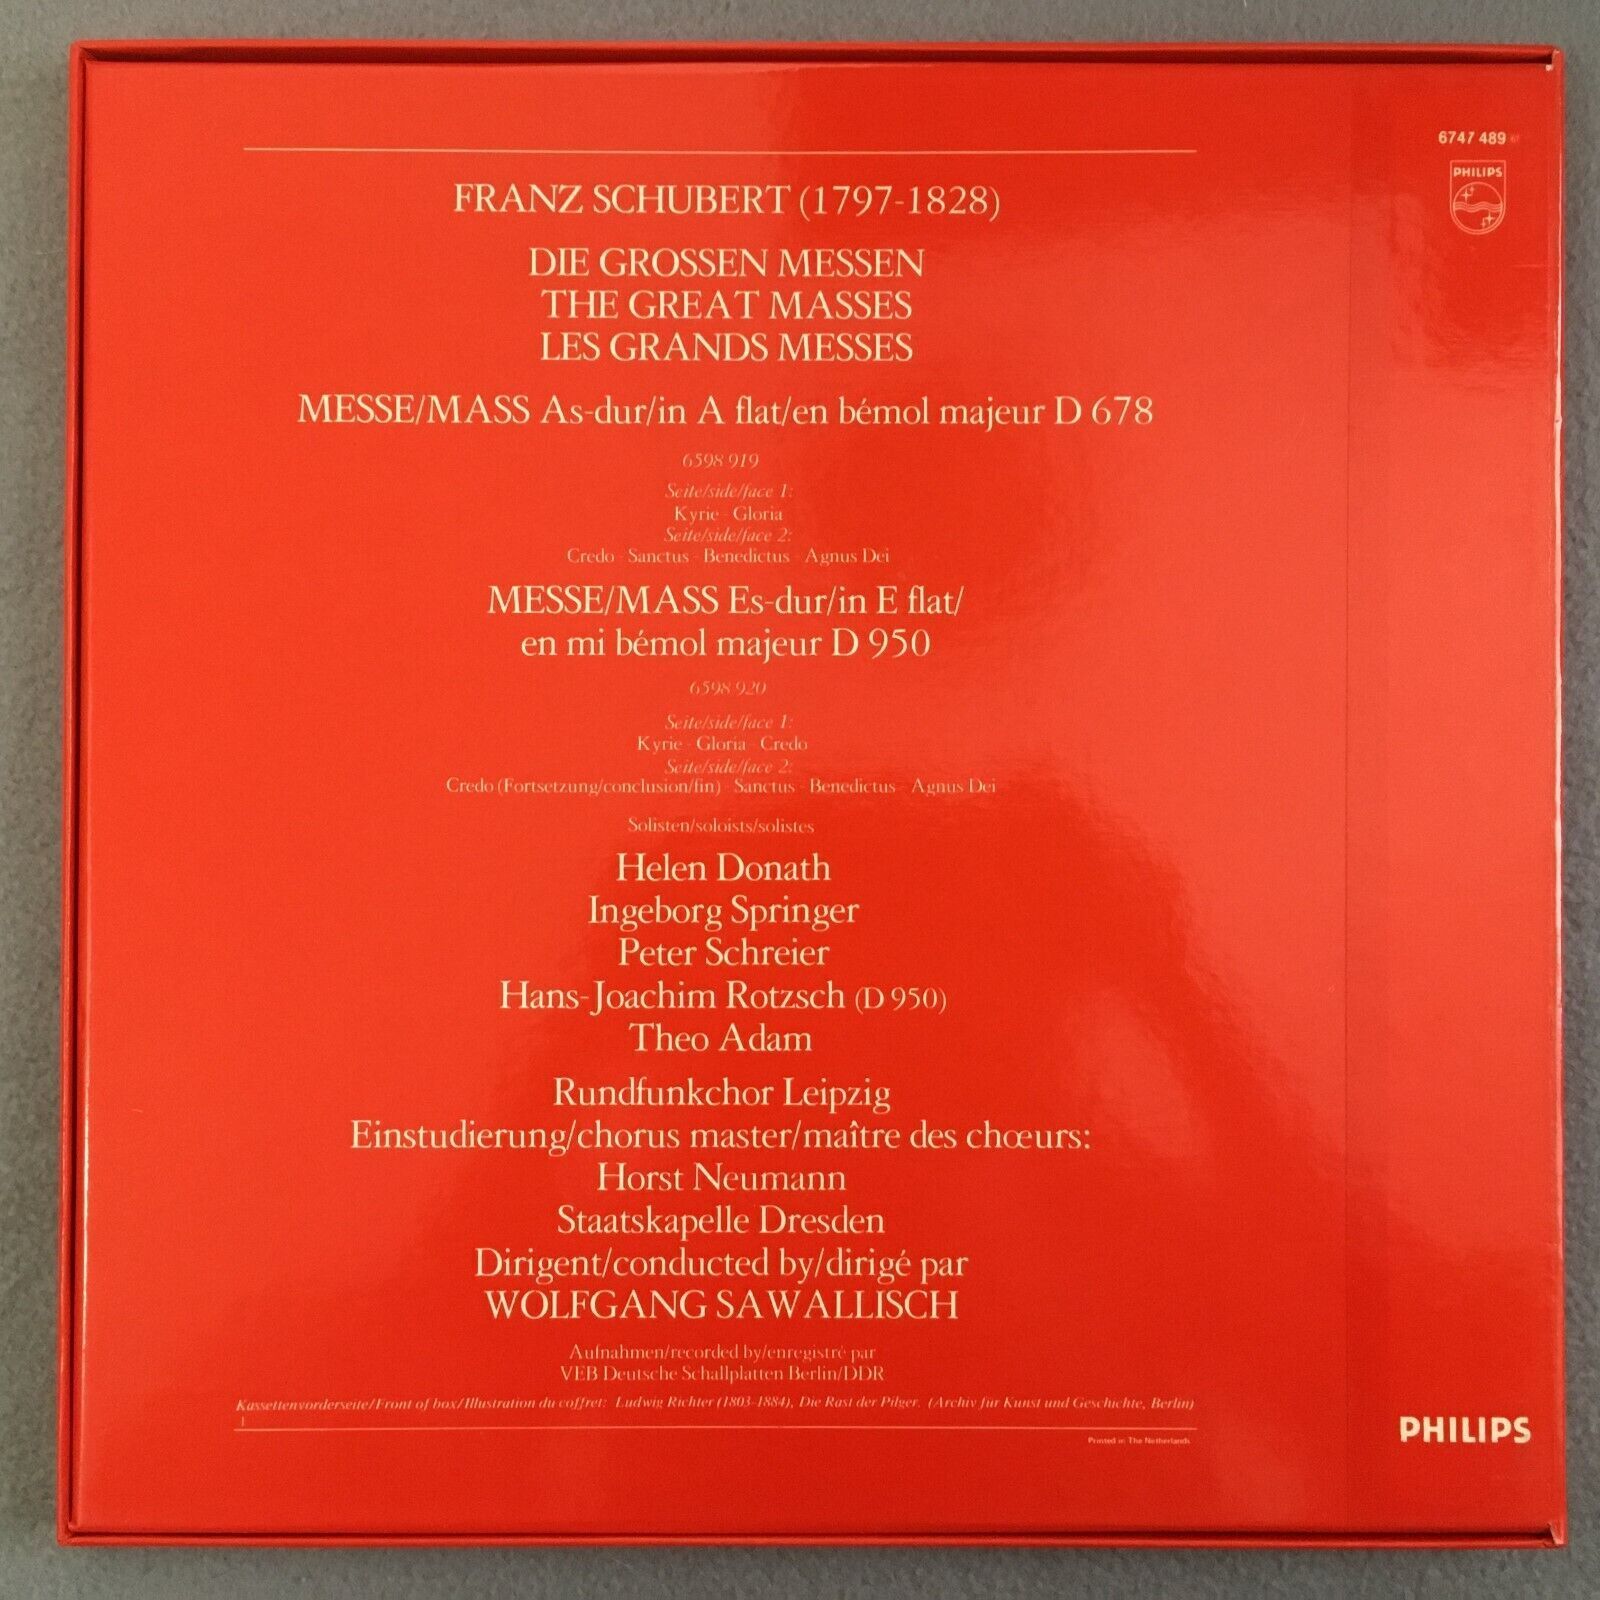 6747 489
PHILIPS
FRANZ SCHUBERT (1797-1828)
DIE GROSSEN MESSEN
THE GREAT MASSES
LES GRANDS MESSES
MESSE/MASS As-dur/in A flat/en bémol majeur D 678
6598 919
Seite/side/face 1:
Kyrie - Gloria
Seite/side/face 2:
Credo - Sanctus - Benedictus - Agnus Dei
MESSE/MASS Es-dur/in E flat/
en mi bémol majeur D 950
6598 920
Seite/side/face 1:
Kyrie - Gloria - Credo
Seite/side/face 2:
Credo (Fortsetzung/conclusion/fin) - Sanctus - Benedictus - Agnus Dei
Solisten/soloists/solistes
Helen Donath
Ingeborg Springer
Peter Schreier
Hans-Joachim Rotzsch (D 950)
Theo Adam
Rundfunkchor Leipzig
Einstudierung/chorus master/maître des chœurs:
Horst Neumann
Staatskapelle Dresden
Dirigent/conducted by/dirigé par
WOLFGANG SAWALLISCH
Aufnahmen/recorded by/enregistré par
VEB Deutsche Schallplatten Berlin/DDR
Kassettenvorderseite/Front of box/Illustration du coffret: Ludwig Richter (1803-1884), Die Rast der Pilger. (Archiv für Kunst und Geschichte, Berlin)
1
Printed in The Netherlands
PHILIPS